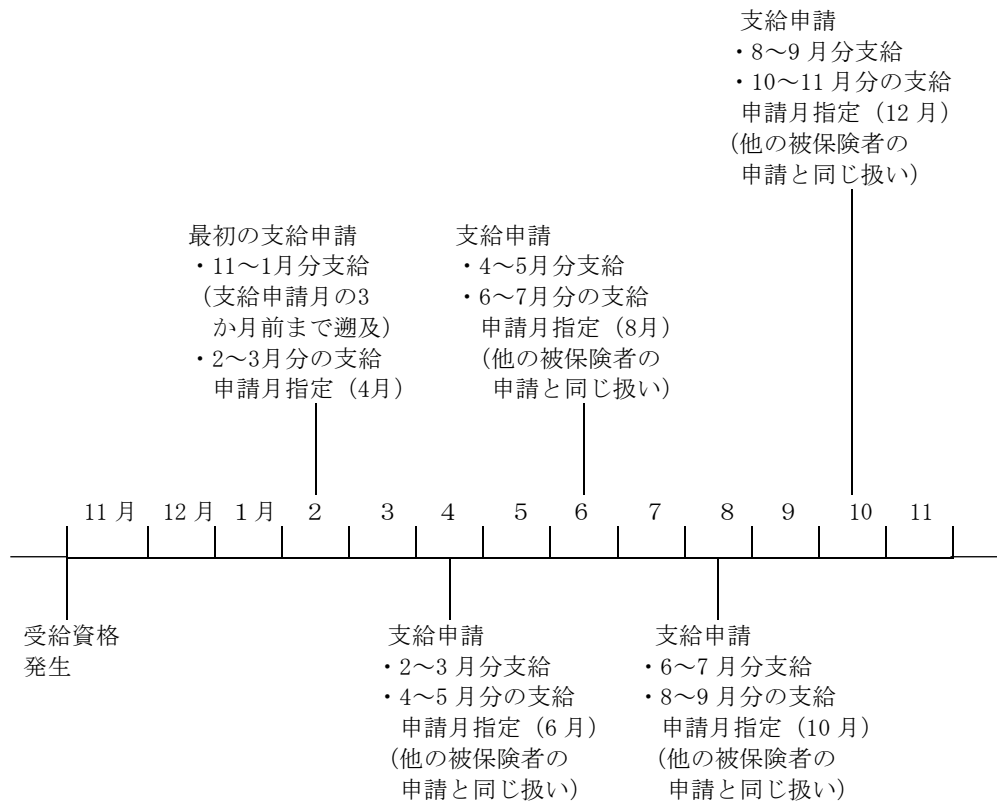 支給申請
・8～9 月分支給
・10～11 月分の支給
申請月指定（12 月）
（他の被保険者の
申請と同じ扱い）
最初の支給申請
・11～1月分支給
（支給申請月の3
か月前まで遡及）
・2～3月分の支給
申請月指定（4月）
支給申請
・4～5月分支給
・6～7月分の支給
申請月指定（8月）
（他の被保険者の
申請と同じ扱い）
11 月 12 月 1 月 2 3 4 5 6 7 8 9 10 11
受給資格
発生
支給申請
・2～3 月分支給
・4～5 月分の支給
申請月指定（6 月）
（他の被保険者の
申請と同じ扱い）
支給申請
・6～7 月分支給
・8～9 月分の支給
申請月指定（10 月）
（他の被保険者の
申請と同じ扱い）